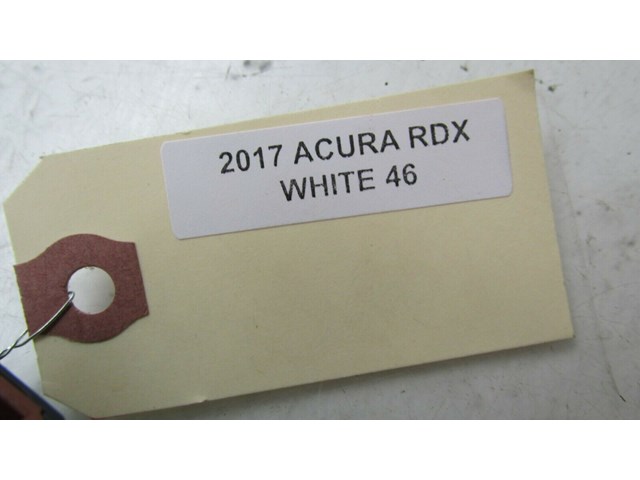 2017 ACURA RDX
WHITE 46